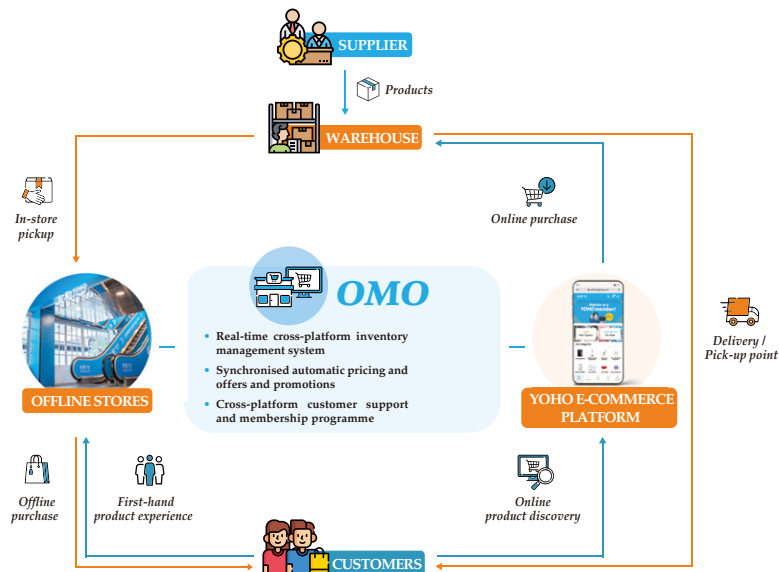 SUPPLIER
Products
WAREHOUSE
In-store
pickup
Online purchase
OMO
• Real-time cross-platform inventory
management system
• Synchronised automatic pricing and
offers and promotions
• Cross-platform customer support
and membership programme
Delivery /
Pick-up point
OFFLINE STORES
YOHO E-COMMERCE
PLATFORM
Offline
purchase
First-hand
product experience
Online
product discovery
CUSTOMERS